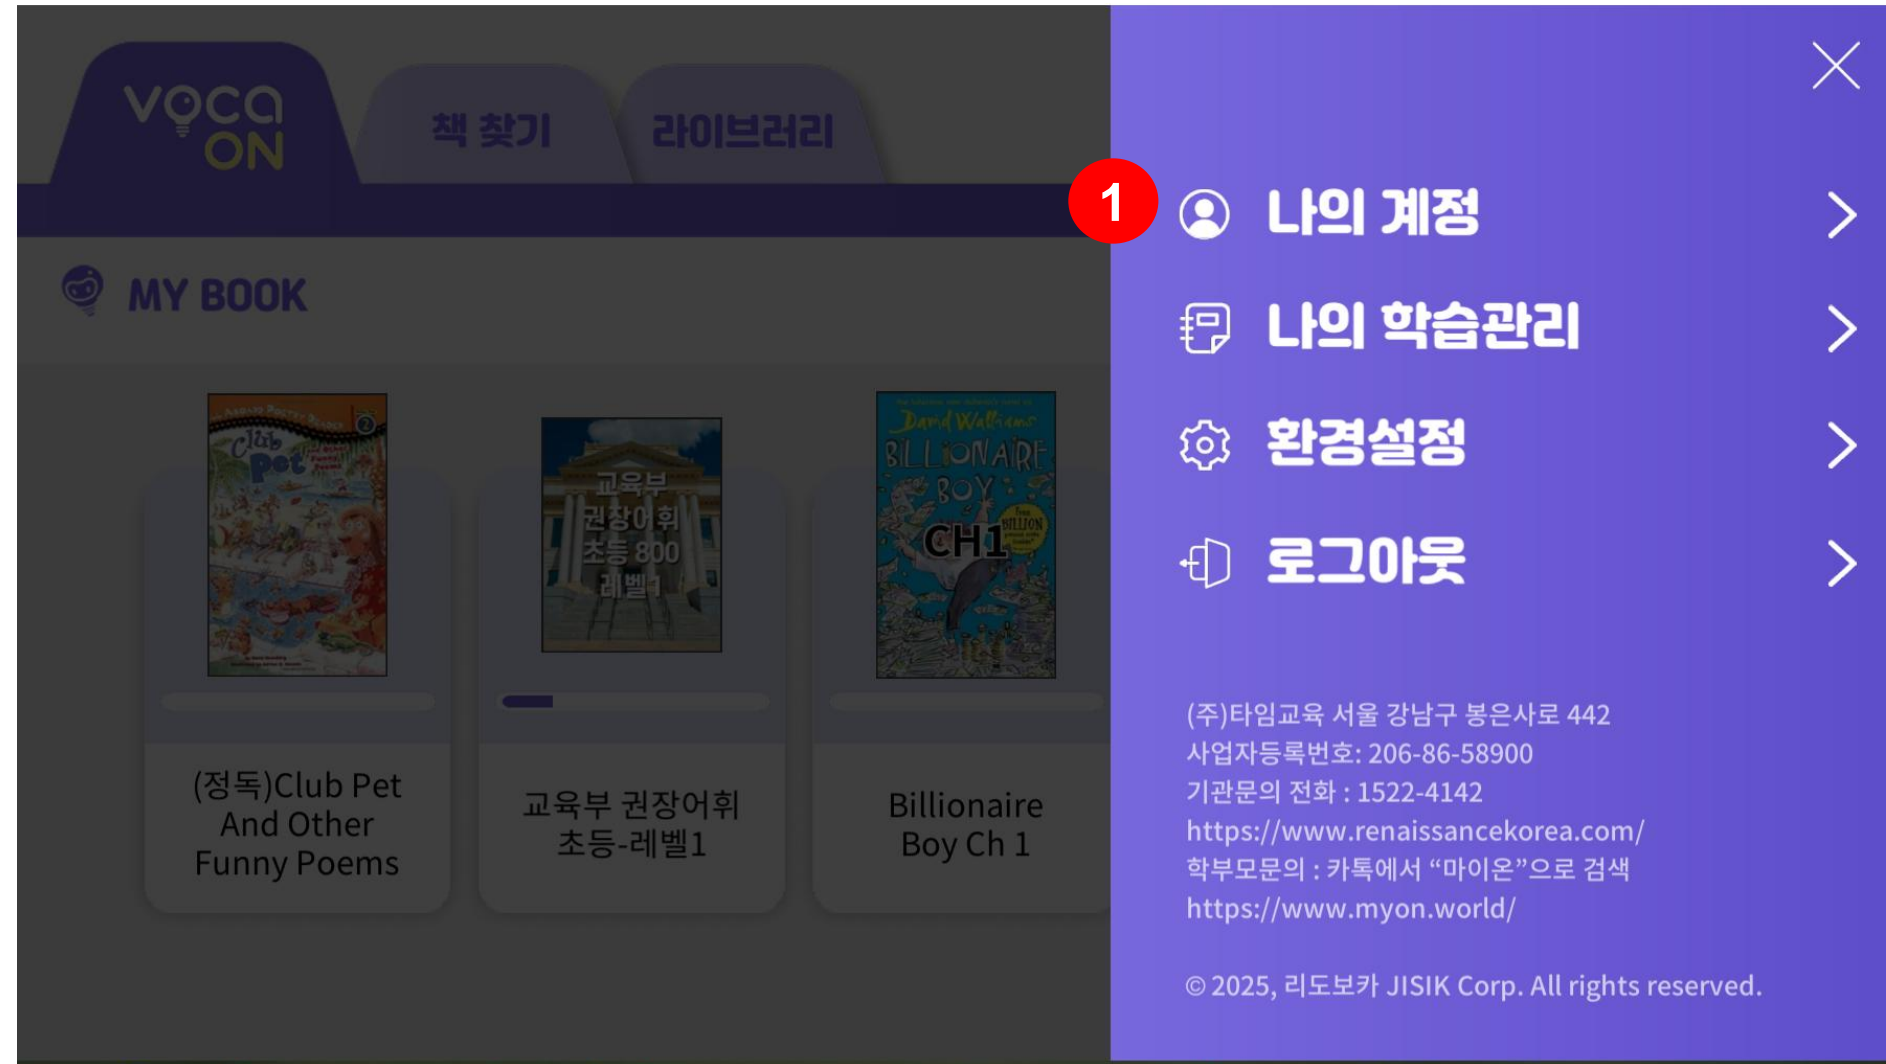 voca
ON
책 찾기
라이브러리
MY BOOK
Club
Pet
2
교육부
권장어휘
초등 800
레벨1
David Walliams
BILLIONAIRE
BOY
CH1
(정독)Club Pet
And Other
Funny Poems
교육부 권장어휘
초등-레벨1
Billionaire
Boy Ch 1
1
나의 계정
나의 학습관리
환경설정
로그아웃
(주)타임교육 서울 강남구 봉은사로 442
사업자등록번호: 206-86-58900
기관문의 전화 : 1522-4142
https://www.renaissancekorea.com/
학부모문의 : 카톡에서 “마이온”으로 검색
https://www.myon.world/
© 2025, 리도보카 JISIK Corp. All rights reserved.